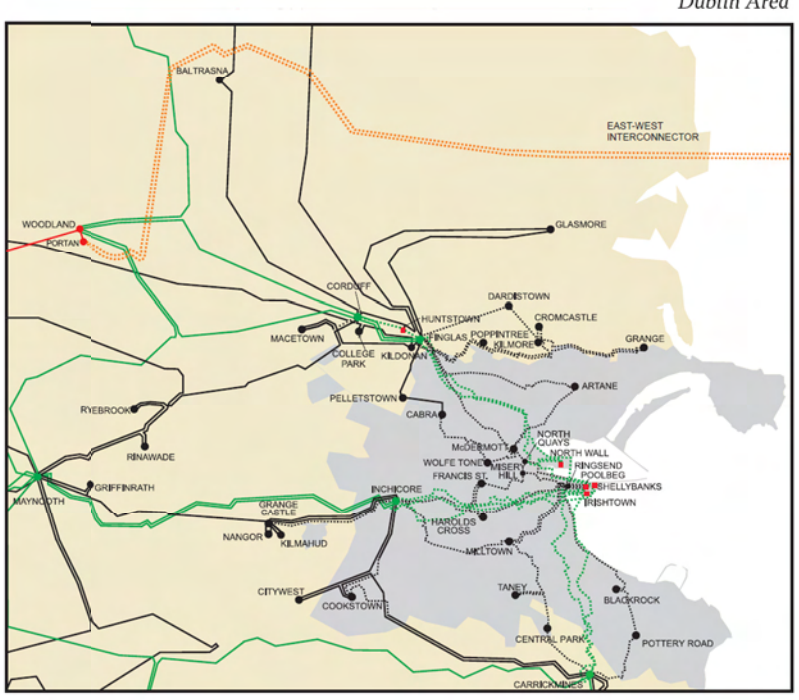 Dublin Area
BALTRASNA
EAST-WEST
INTERCONNECTOR
WOODLAND
PORTAN
GLASMORE
CORDUFF
DARDISTOWN
HUNTSTOWN
CROMCASTLE
MACETOWN
FINGLAS
POPPINTREE
KILMORE
GRANGE
COLLEGE
PARK
KILDONAN
ARTANE
PELLETSTOWN
CABRA
RYEBROOK
RINAWADE
McDERMOTT
NORTH
QUAYS
NORTH WALL
WOLFE TONE
MISERY
HILL
RINGSEND
POOLBEG
FRANCIS ST.
SHELLYBANKS
IRISHTOWN
MAYNOOTH
GRIFFINRATH
INCHICORE
GRANGE
CASTLE
HAROLDS
CROSS
NANGOR
KILMAHUD
MILLTOWN
CITYWEST
COOKSTOWN
TANEY
BLACKROCK
CENTRAL PARK
POTTERY ROAD
CARRICKMINES